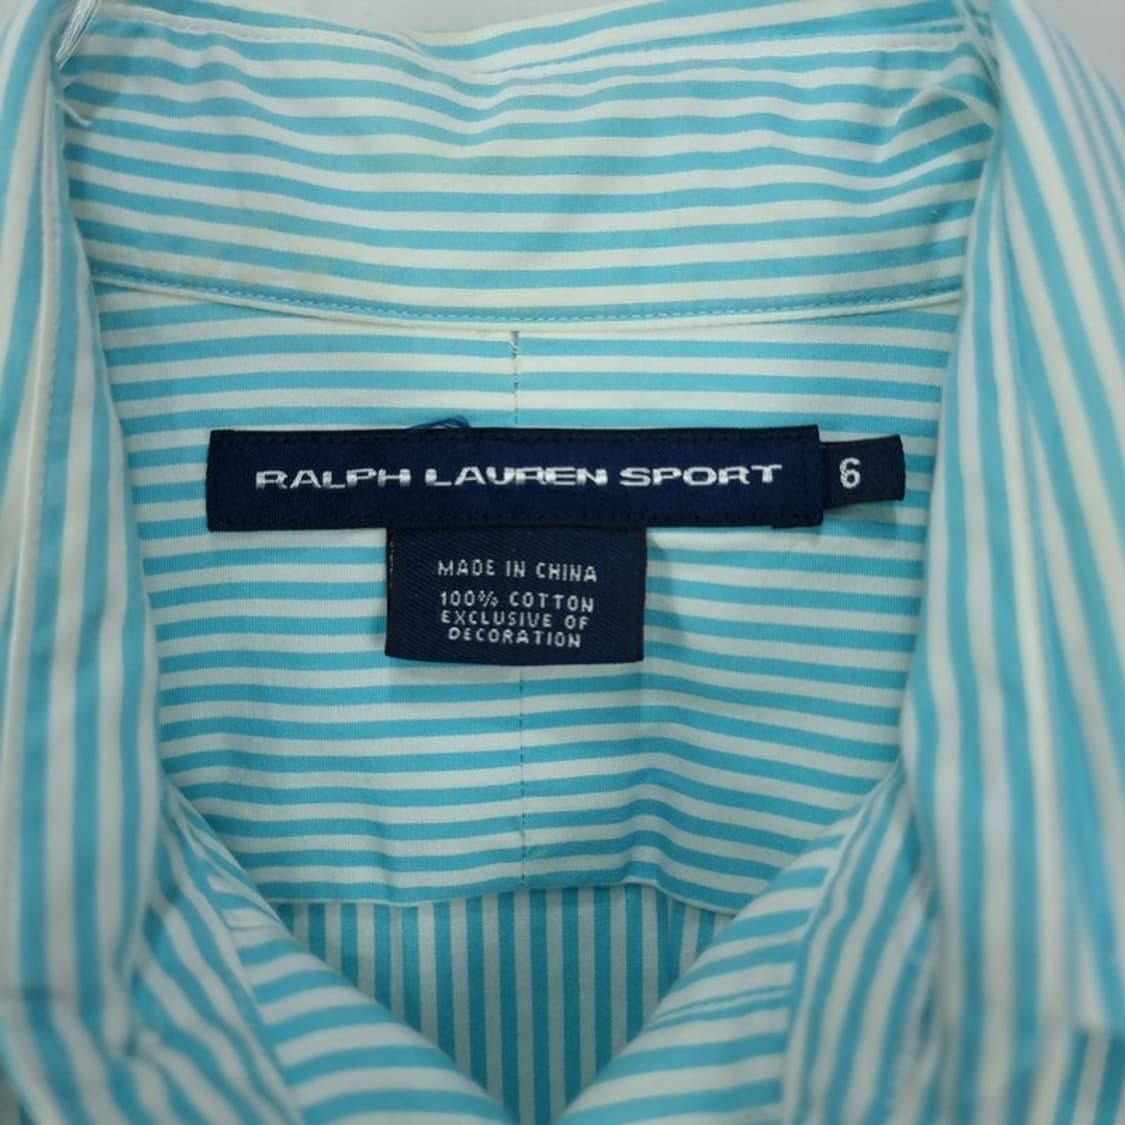 RALPH LAUREN SPORT
6
MADE IN CHINA
100% COTTON
EXCLUSIVE OF
DECORATION